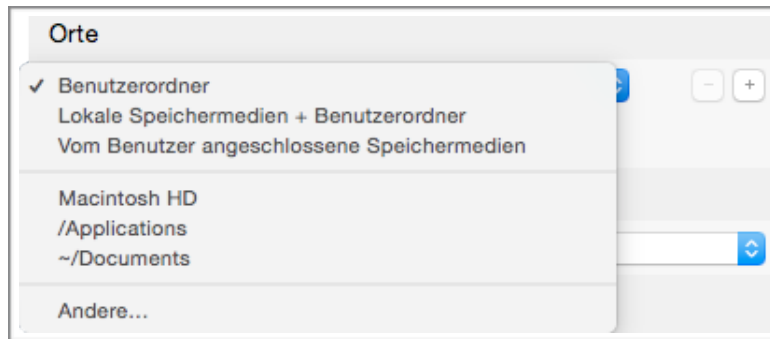 Orte
✓ Benutzerordner
Lokale Speichermedien + Benutzerordner
Vom Benutzer angeschlossene Speichermedien
Macintosh HD
/Applications
~/Documents
Andere...